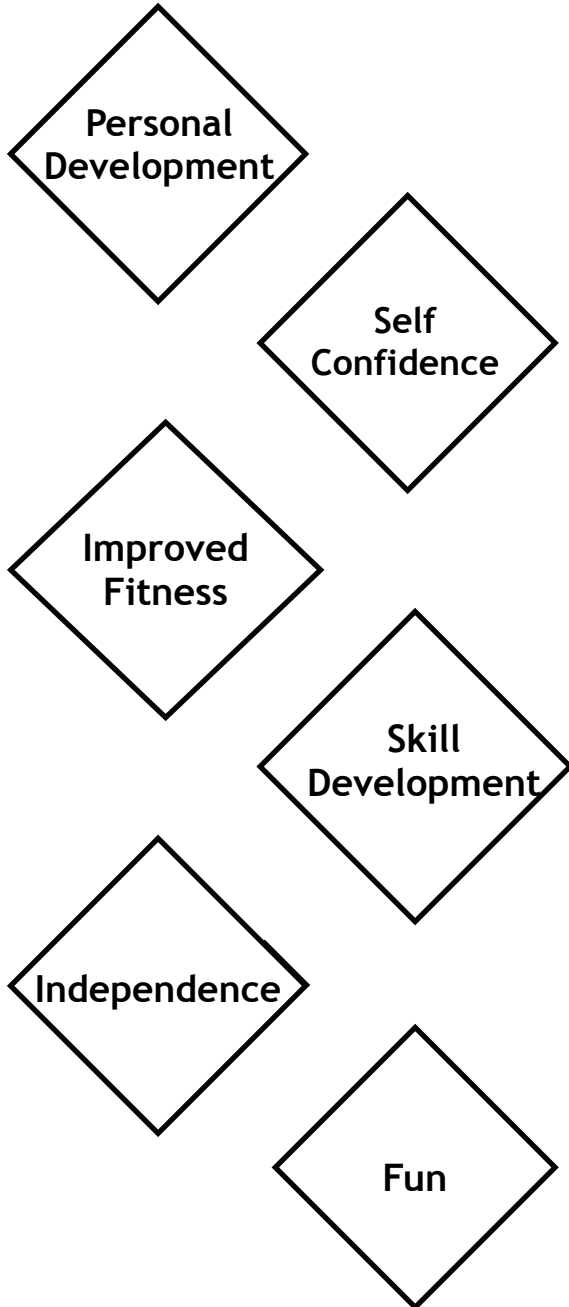 Personal
Development
Self
Confidence
Improved
Fitness
Skill
Development
Independence
Fun